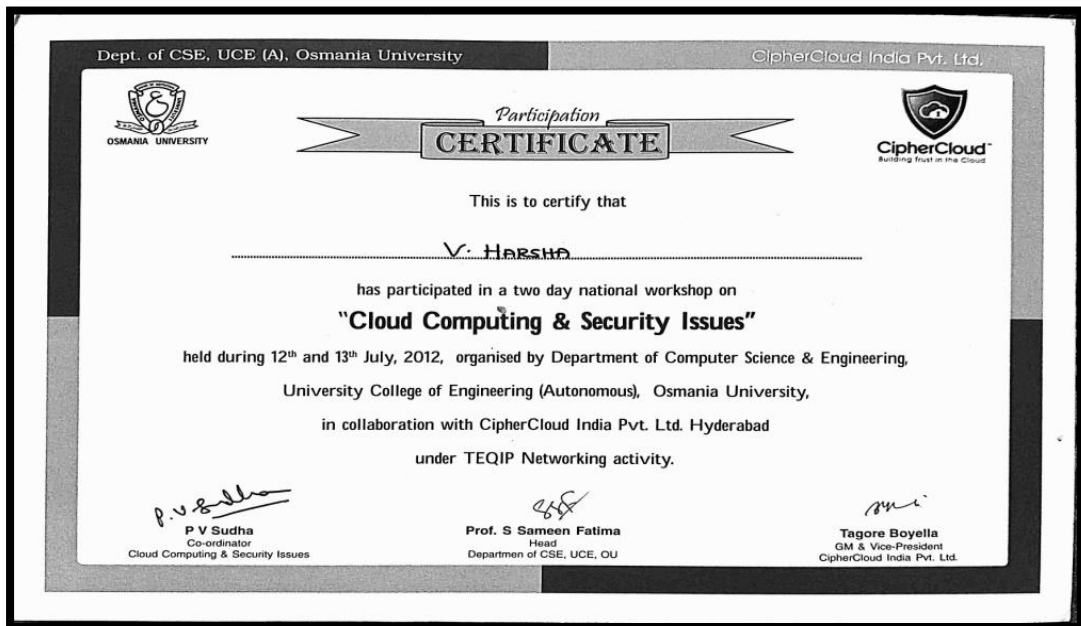 Dept. of CSE, UCE (A), Osmania University
CipherCloud India Pvt. Ltd.
OSMANIA UNIVERSITY
Participation
CERTIFICATE
CipherCloud™
Building Trust in the Cloud
This is to certify that
V. HARSHA
has participated in a two day national workshop on
"Cloud Computing & Security Issues"
held during 12th and 13th July, 2012, organised by Department of Computer Science & Engineering,
University College of Engineering (Autonomous), Osmania University,
in collaboration with CipherCloud India Pvt. Ltd. Hyderabad
under TEQIP Networking activity.
P. V Sudha
P V Sudha
Co-ordinator
Cloud Computing & Security Issues
Prof. S Sameen Fatima
Head
Departmen of CSE, UCE, OU
Tagore Boyella
GM & Vice-President
CipherCloud India Pvt. Ltd.